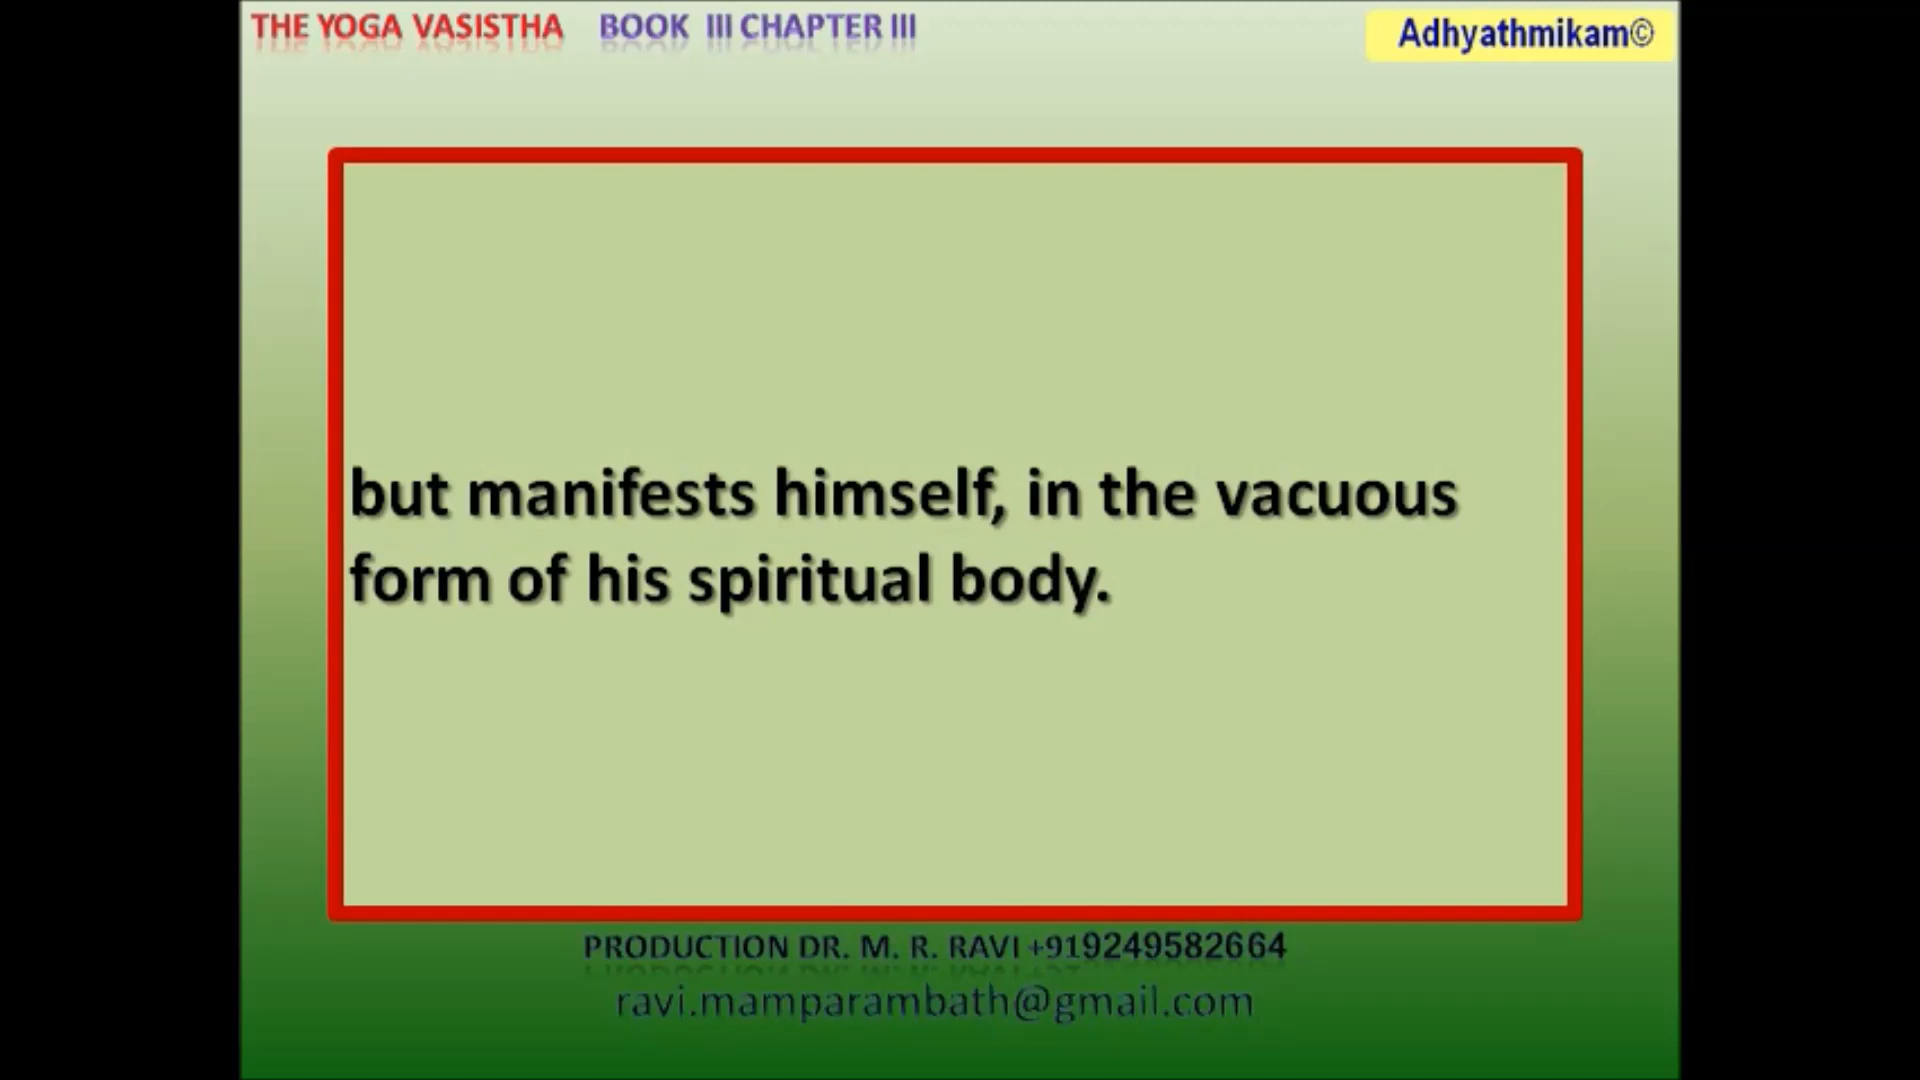 THE YOGA VASISTHA BOOK III CHAPTER III
Adhyathmikam©
but manifests himself, in the vacuous
form of his spiritual body.
PRODUCTION DR. M. R. RAVI +919249582664
ravi.mamparambath@gmail.com